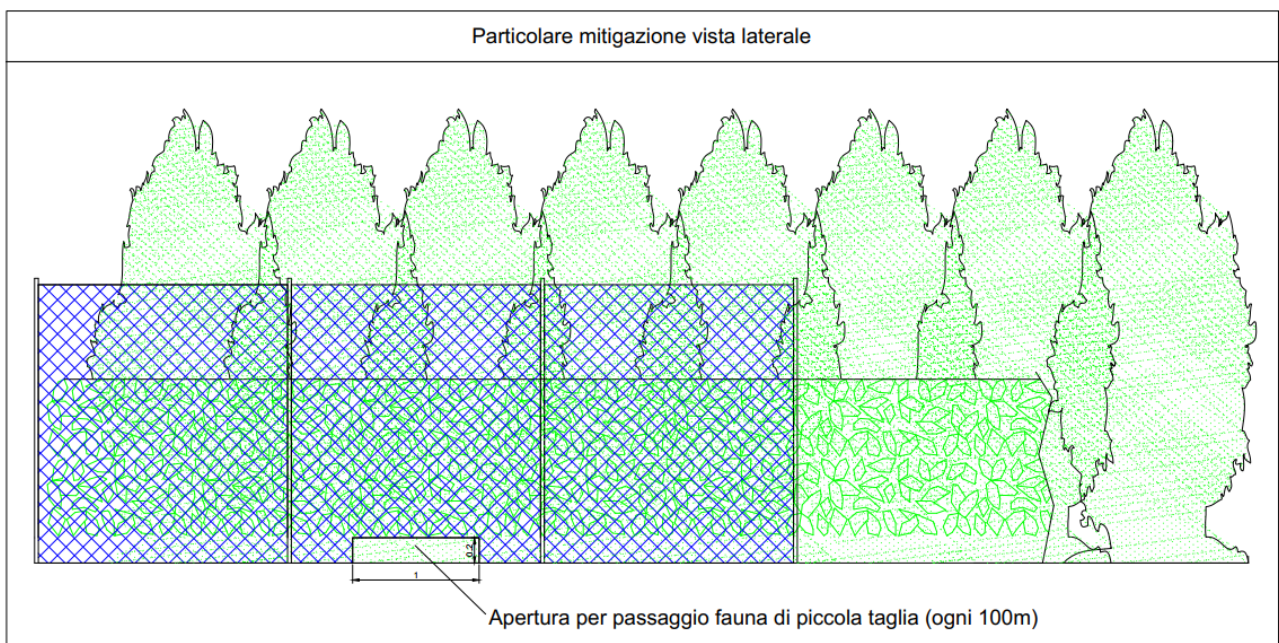 Particolare mitigazione vista laterale
0.2
1
Apertura per passaggio fauna di piccola taglia (ogni 100m)